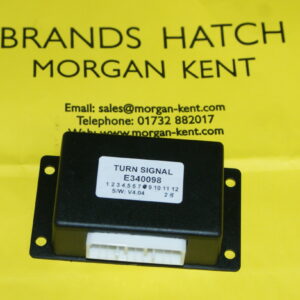 BRANDS HATCH
MORGAN KENT
Email: sales@morgan-kent.com
Telephone: 01732 882017
TURN SIGNAL
E340098
1 2 3 4 5 6 7 9 10 11 12
S/W: V4.04